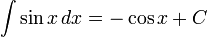 ∫ sin x dx = − cos x + C